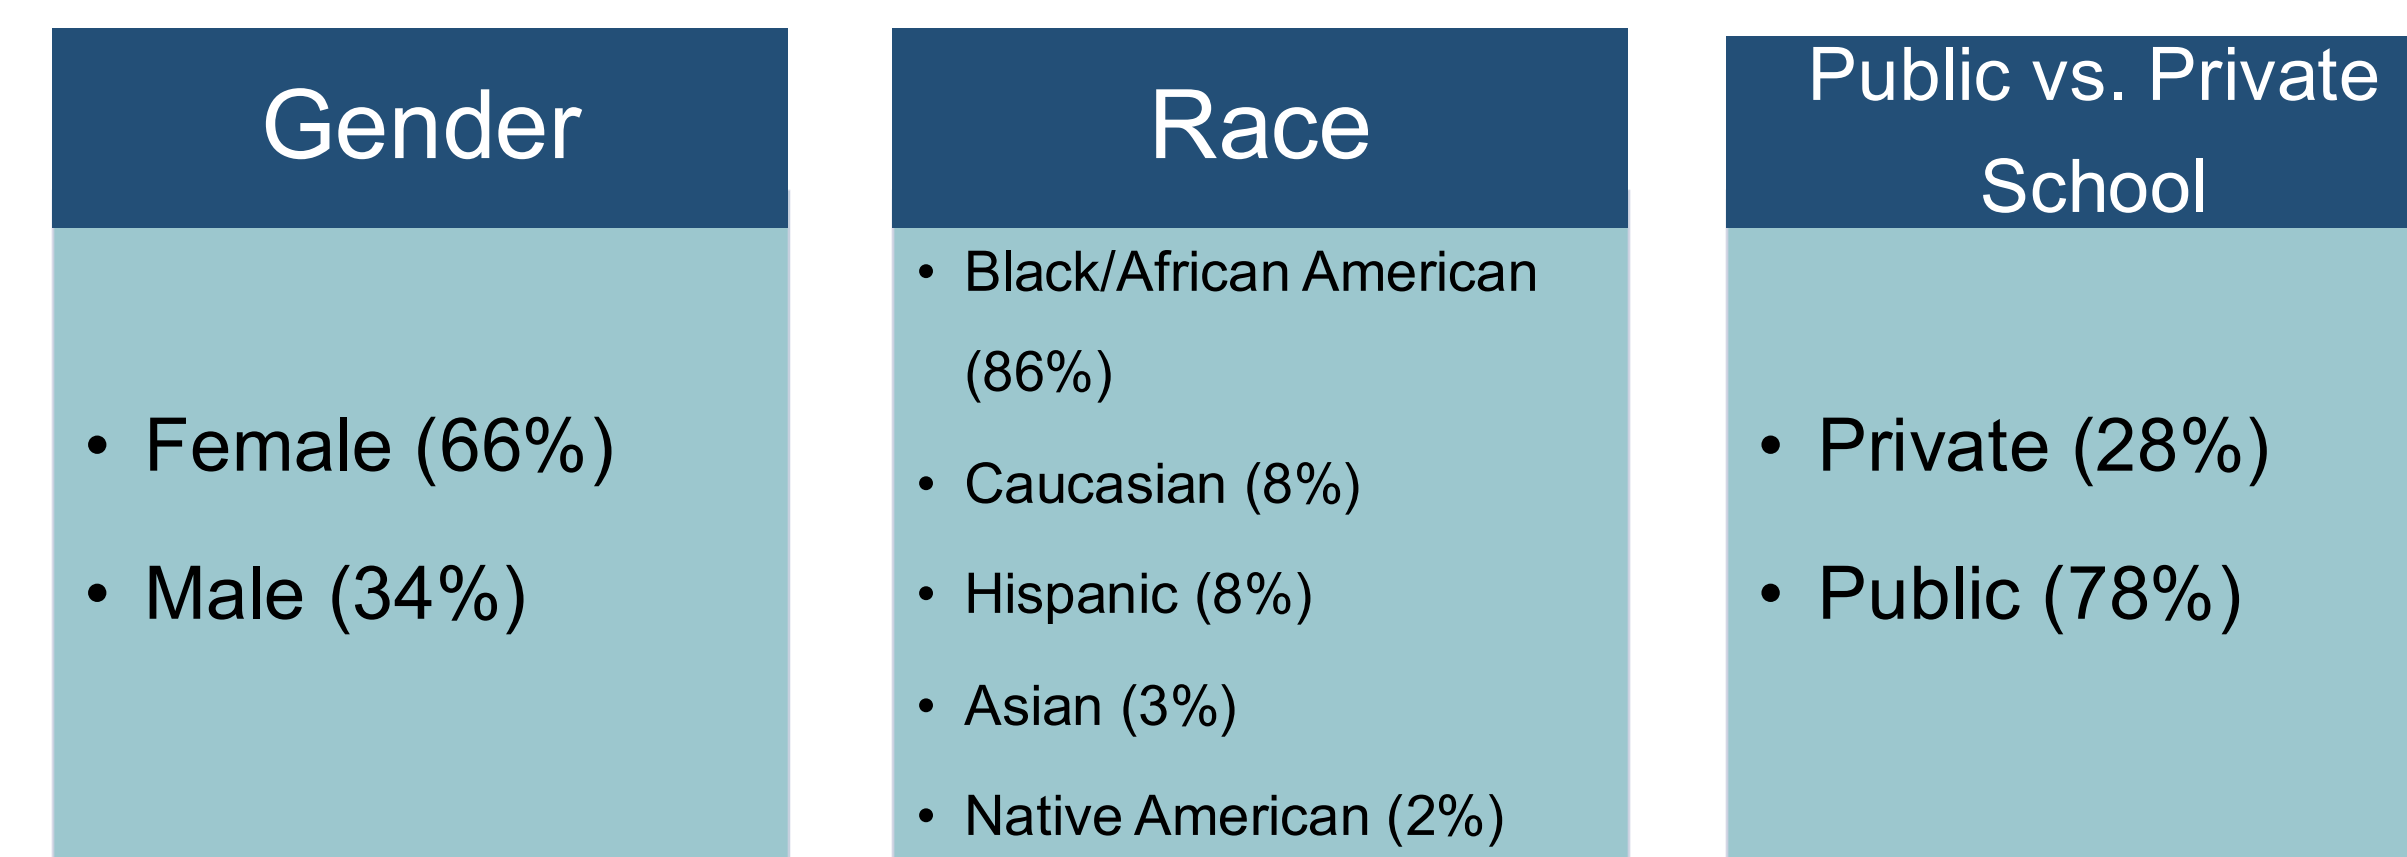 Gender
• Female (66%)
• Male (34%)
Race
• Black/African American
(86%)
• Caucasian (8%)
• Hispanic (8%)
• Asian (3%)
• Native American (2%)
Public vs. Private
School
• Private (28%)
• Public (78%)